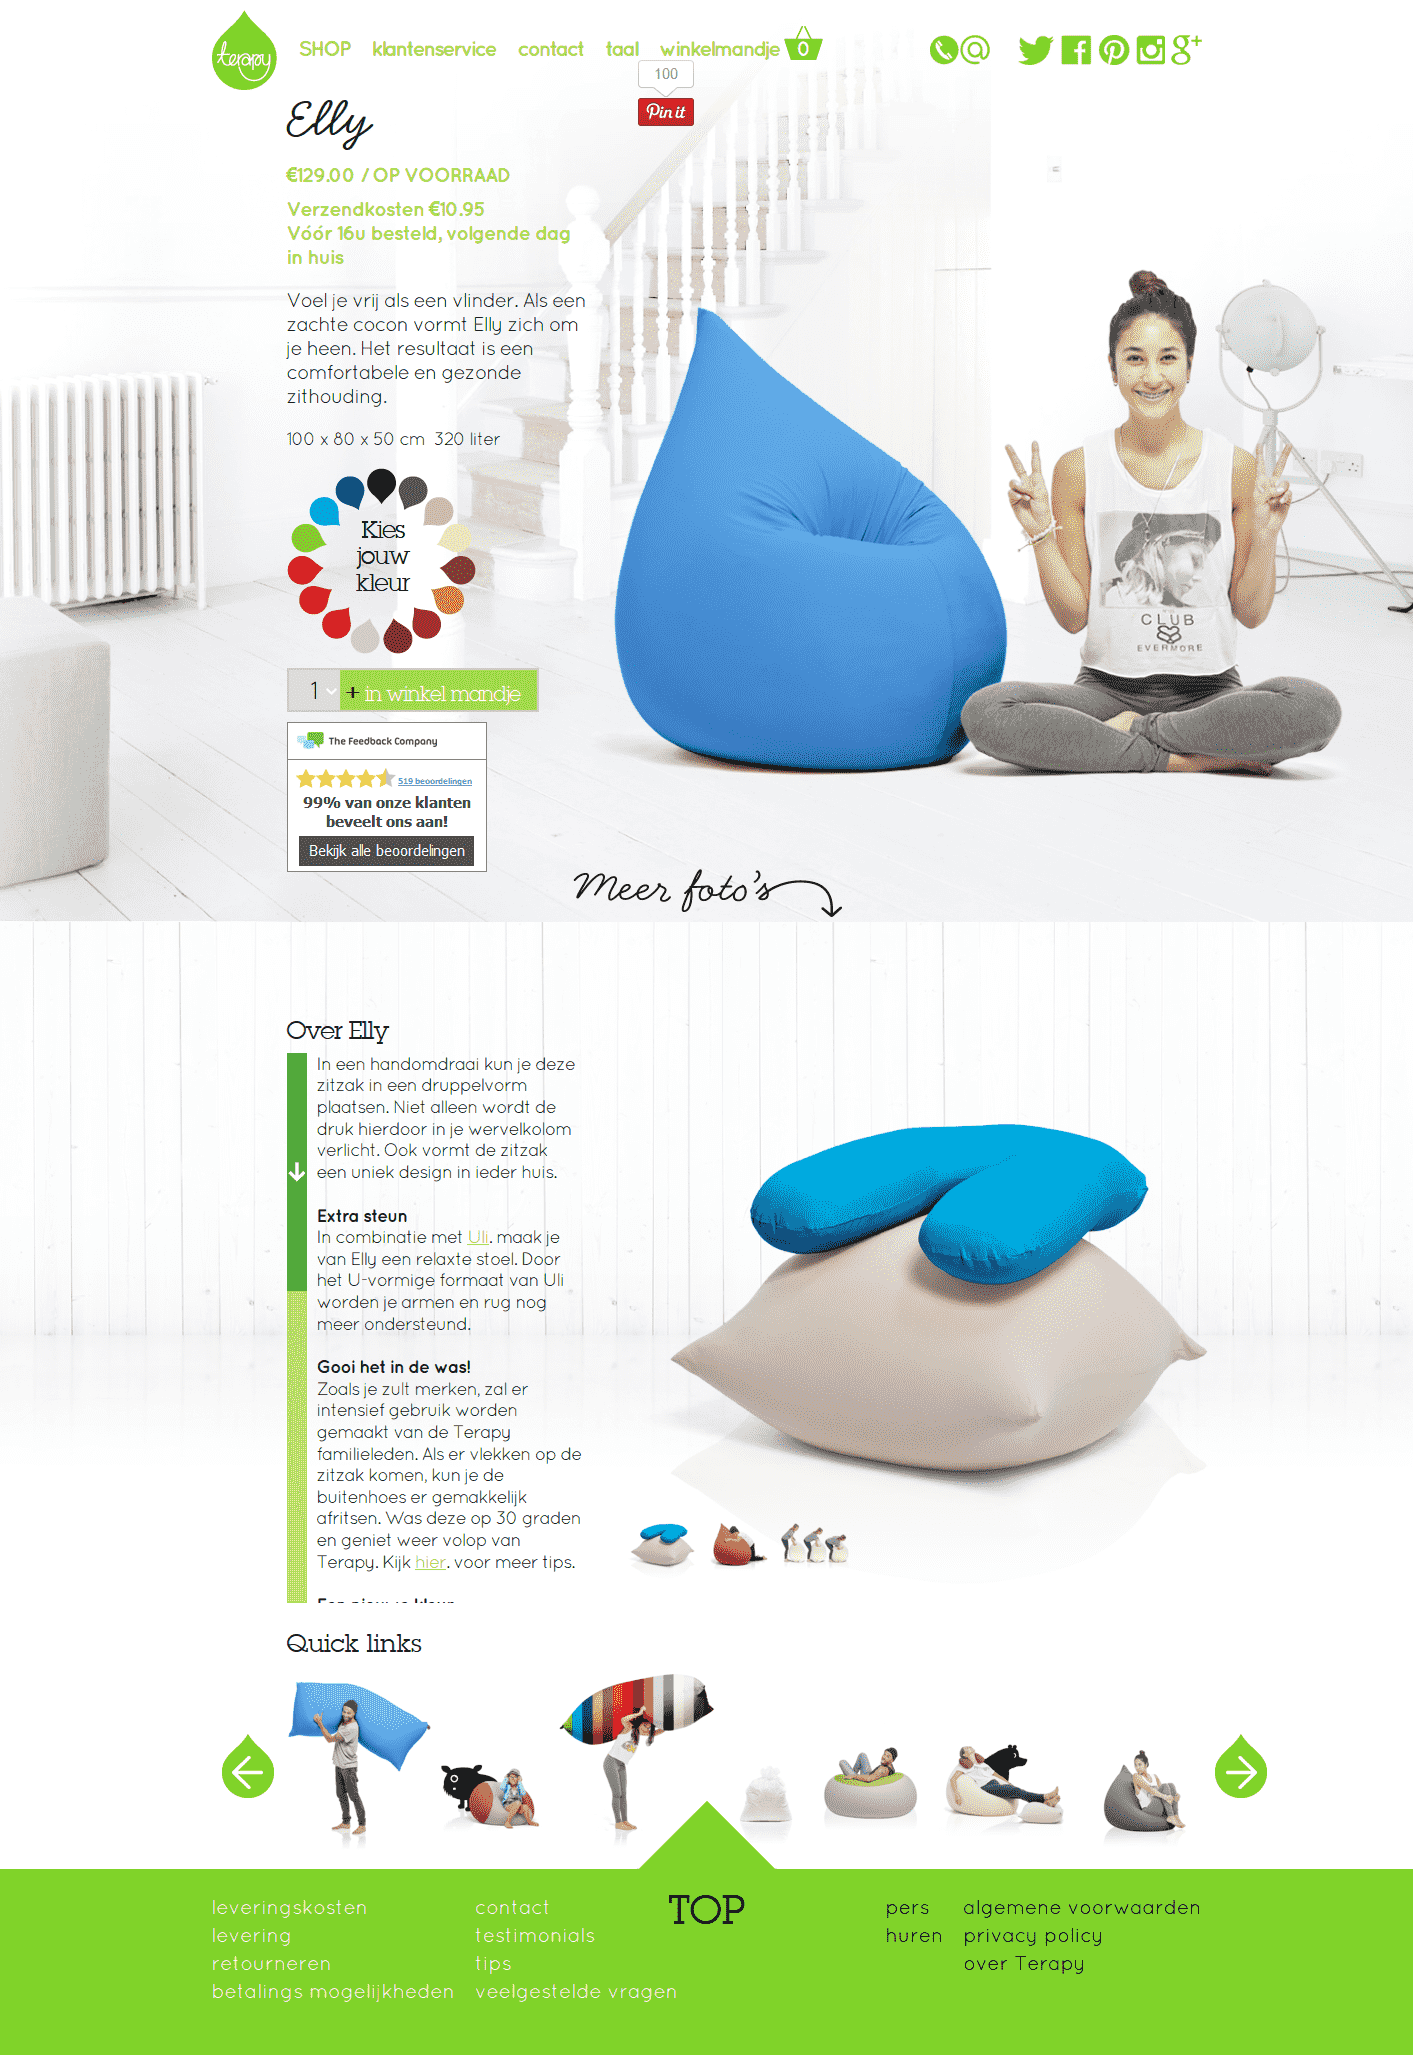 terapy
SHOP klantenservice contact taal winkelmandje 0
100
Pin it
Elly
€129.00 / OP VOORRAAD
Verzendkosten €10.95
Vóór 16u besteld, volgende dag
in huis
Voel je vrij als een vlinder. Als een
zachte cocon vormt Elly zich om
je heen. Het resultaat is een
comfortabele en gezonde
zithouding.
100 x 80 x 50 cm 320 liter
Kies
jouw
kleur
1 + in winkel mandje
The Feedback Company
519 beoordelingen
99% van onze klanten
beveelt ons aan!
Bekijk alle beoordelingen
CLUB
EVERMORE
Meer foto's
Over Elly
In een handomdraai kun je deze
zitzak in een druppelvorm
plaatsen. Niet alleen wordt de
druk hierdoor in je wervelkolom
verlicht. Ook vormt de zitzak
een uniek design in ieder huis.
Extra steun
In combinatie met Uli. maak je
van Elly een relaxte stoel. Door
het U-vormige formaat van Uli
worden je armen en rug nog
meer ondersteund.
Gooi het in de was!
Zoals je zult merken, zal er
intensief gebruik worden
gemaakt van de Terapy
familieleden. Als er vlekken op de
zitzak komen, kun je de
buitenhoes er gemakkelijk
afritsen. Was deze op 30 graden
en geniet weer volop van
Terapy. Kijk hier. voor meer tips.
Quick links
TOP
leveringskosten
levering
retourneren
betalings mogelijkheden
contact
testimonials
tips
veelgestelde vragen
pers
huren
algemene voorwaarden
privacy policy
over Terapy